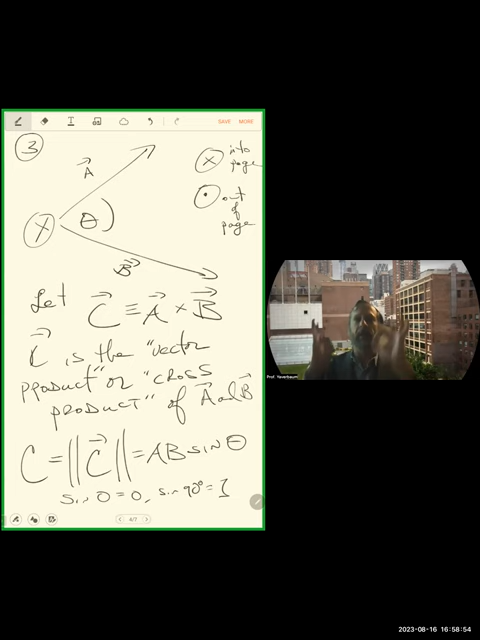 SAVE MORE
3
A
X into page
θ
• out of page
X
B
Let C ≡ A × B
C is the "vector
product" or "CROSS
PRODUCT" of A and B
C = ||C|| = AB sin θ
sin 0 = 0, sin 90° = 1
4/7
Prof. Yaverbaum
2023-08-16 16:58:54